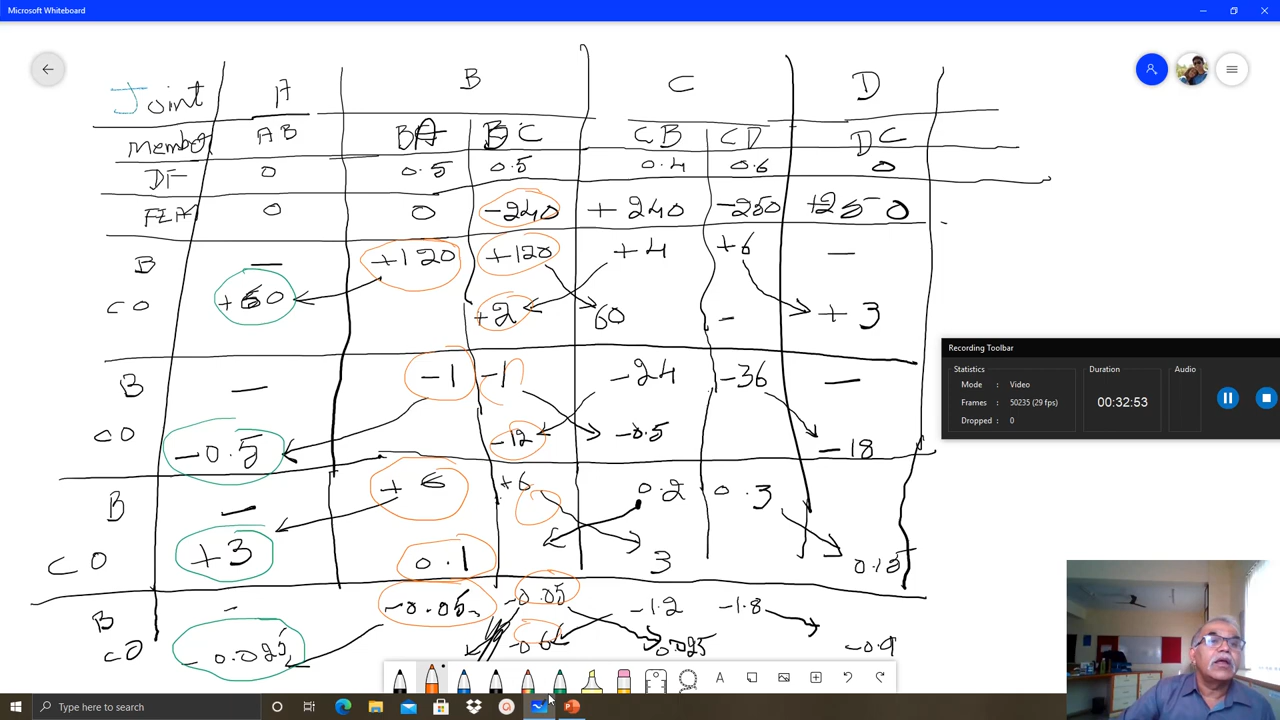 Microsoft Whiteboard
Joint A B C D
Member AB BA BC CB CD DC
DF 0 0.5 0.5 0.4 0.6 0
FEM 0 0 -240 +240 -250 +250
B — +120 +120 +4 +6 —
CO +60 +2 60 - +3
B — -1 -1 -24 -36 —
CO -0.5 -12 -0.5 -18
B — +6 +6 0.2 0.3
CO +3 0.1 3 0.15
B - -0.05 -0.05 -1.2 -1.8
CO -0.025 -0.6 -0.025 -0.9
Recording Toolbar
Statistics Duration Audio
Mode : Video
Frames : 50235 (29 fps) 00:32:53
Dropped : 0
Type here to search